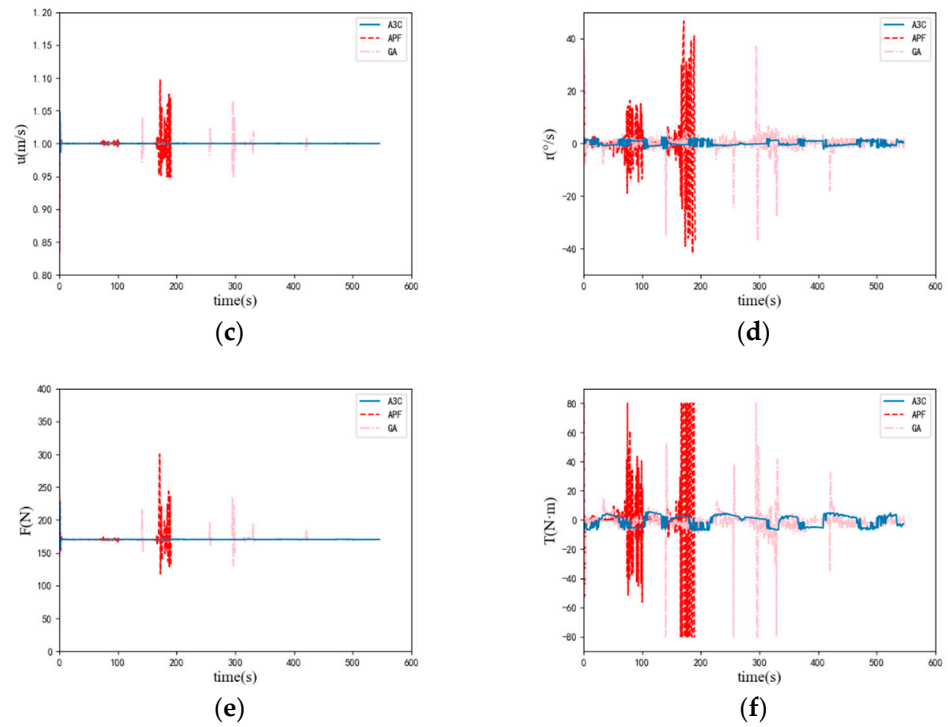 1.20
1.15
1.10
1.05
1.00
0.95
0.90
0.85
0.80
u(m/s)
0 100 200 300 400 500 600
time(s)
A3C
APF
GA
(c)
40
20
0
−20
−40
r(°/s)
0 100 200 300 400 500 600
time(s)
A3C
APF
GA
(d)
400
350
300
250
200
150
100
50
0
F(N)
0 100 200 300 400 500 600
time(s)
A3C
APF
GA
(e)
80
60
40
20
0
−20
−40
−60
−80
T(N·m)
0 100 200 300 400 500 600
time(s)
A3C
APF
GA
(f)